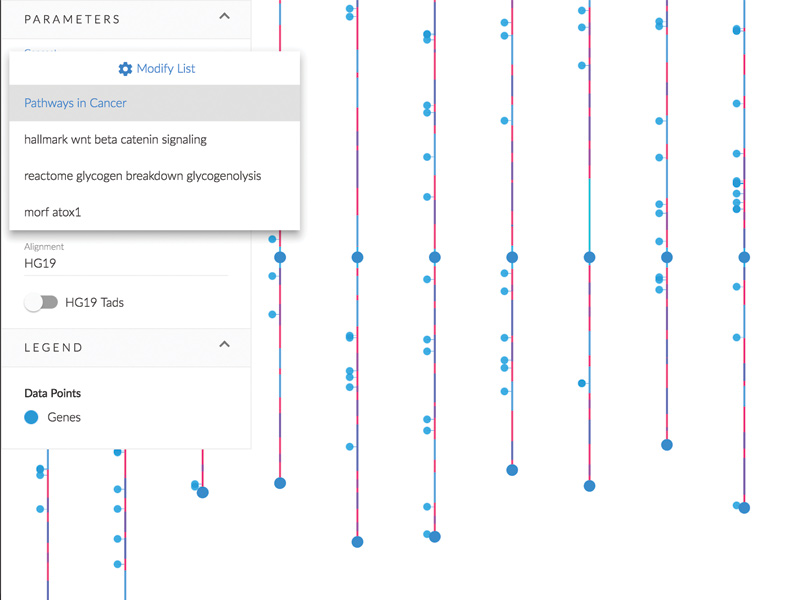 PARAMETERS
Modify List
Pathways in Cancer
hallmark wnt beta catenin signaling
reactome glycogen breakdown glycogenolysis
morf atox1
Alignment
HG19
HG19 Tads
LEGEND
Data Points
Genes